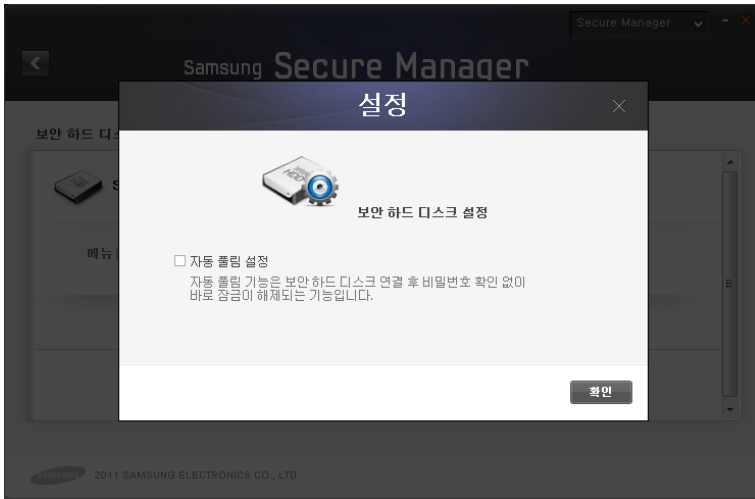 Secure Manager
Samsung Secure Manager
설정
보안 하드 디스
S
보안 하드 디스크 설정
메뉴
자동 풀림 설정
자동 풀림 기능은 보안 하드 디스크 연결 후 비밀번호 확인 없이
바로 잠금이 해제되는 기능입니다.
확인
SAMSUNG 2011 SAMSUNG ELECTRONICS CO., LTD.